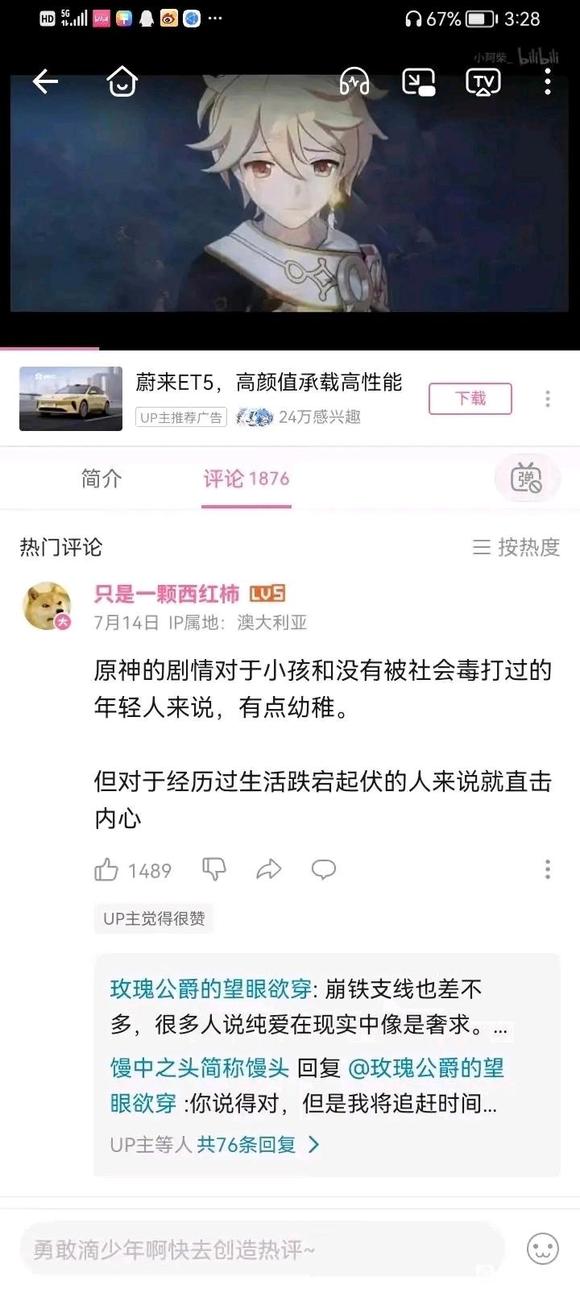 HD 5G 67% 3:28
小阿柴_ bilibili
TV
蔚来ET5，高颜值承载高性能
UP主推荐广告 24万感兴趣
下载
简介
评论 1876
弹
热门评论
按热度
只是一颗西红柿 LV5
大
7月14日 IP属地：澳大利亚
原神的剧情对于小孩和没有被社会毒打过的
年轻人来说，有点幼稚。
但对于经历过生活跌宕起伏的人来说就直击
内心
1489
UP主觉得很赞
玫瑰公爵的望眼欲穿: 崩铁支线也差不
多，很多人说纯爱在现实中像是奢求。...
馒中之头简称馒头 回复 @玫瑰公爵的望
眼欲穿 :你说得对，但是我将追赶时间...
UP主等人 共76条回复
勇敢滴少年啊快去创造热评~